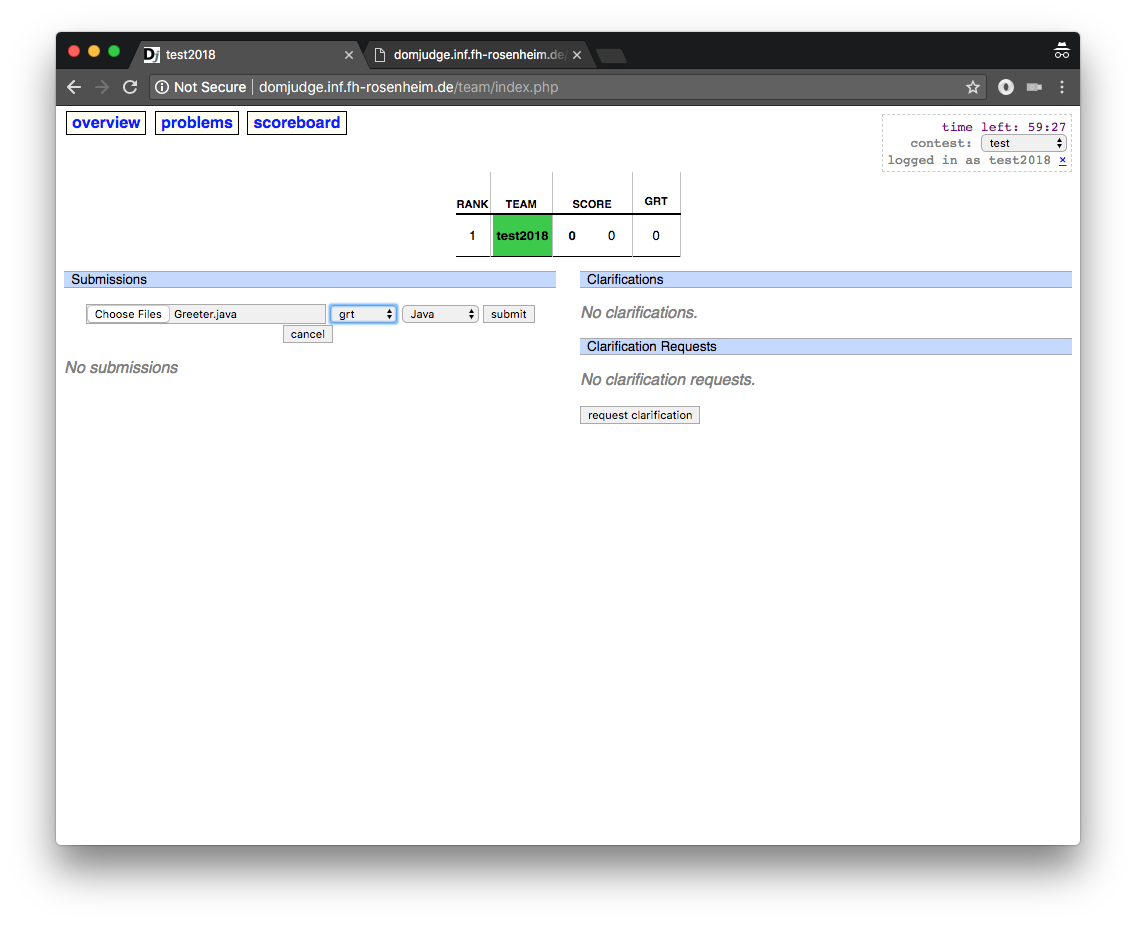 test2018
domjudge.inf.fh-rosenheim.de/
Not Secure domjudge.inf.fh-rosenheim.de/team/index.php
overview problems scoreboard
time left: 59:27
contest: test
logged in as test2018 ×
RANK TEAM SCORE GRT
1 test2018 0 0 0
Submissions
Choose Files Greeter.java grt Java submit
cancel
No submissions
Clarifications
No clarifications.
Clarification Requests
No clarification requests.
request clarification